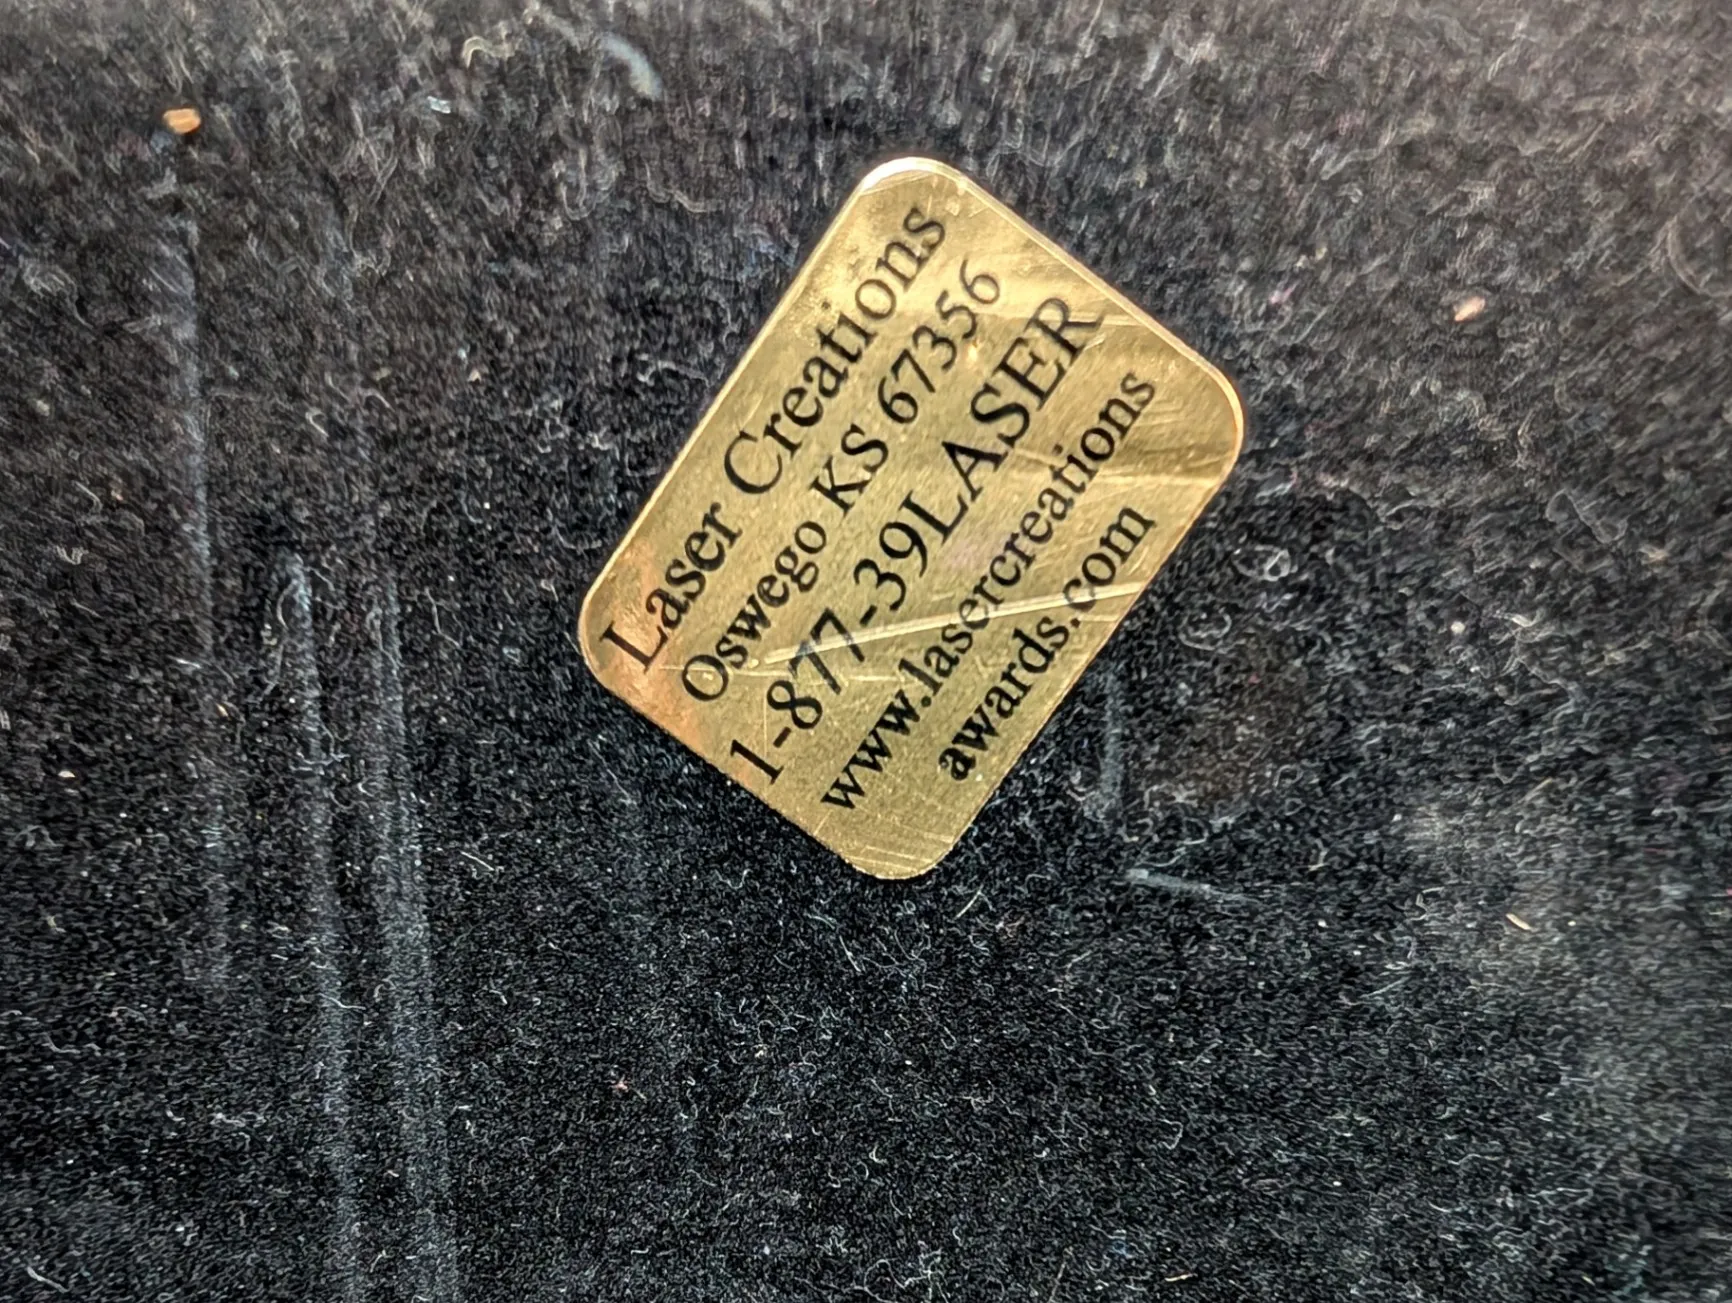 Laser Creations
Oswego KS 67356
1-877-39LASER
www.lasercreations
awards.com